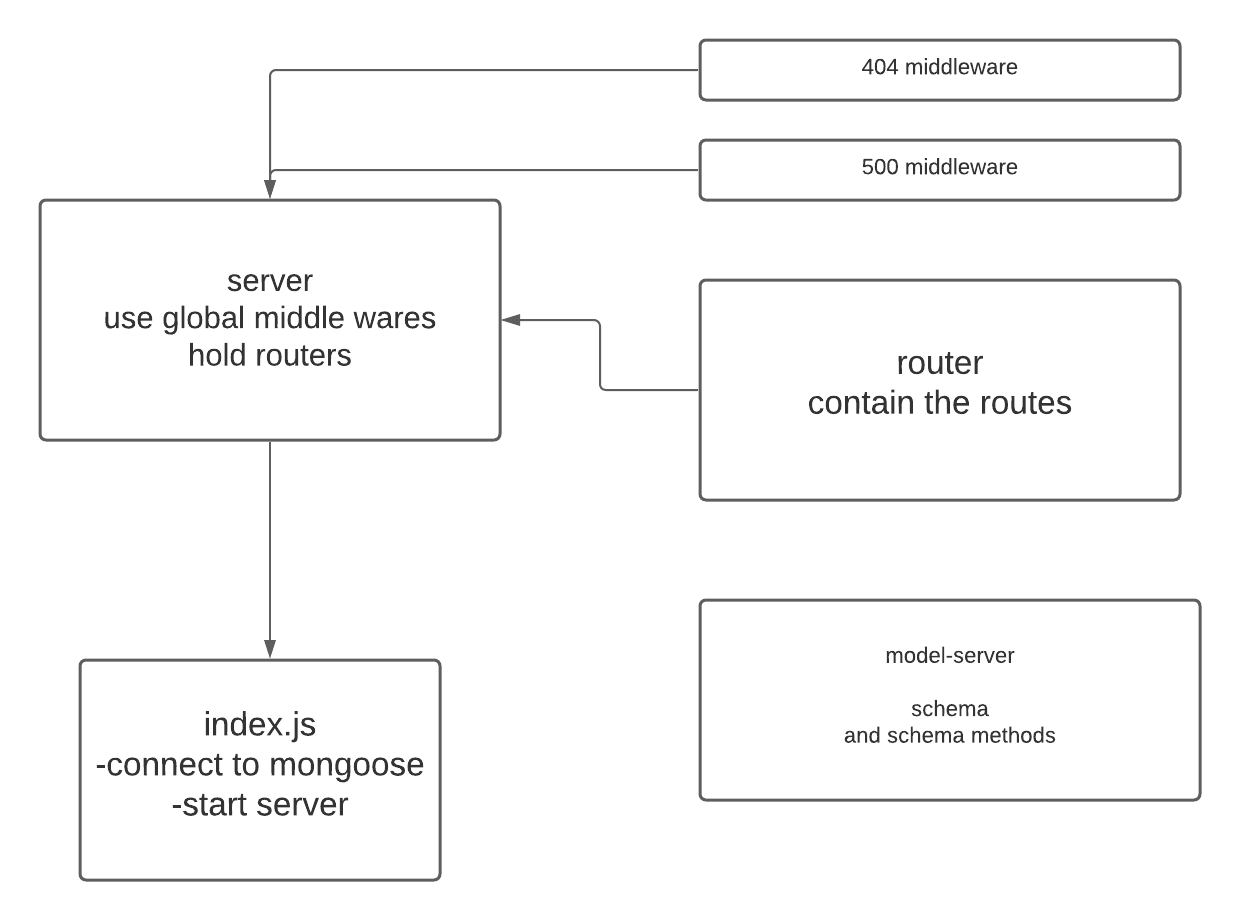 404 middleware
500 middleware
server
use global middle wares
hold routers
router
contain the routes
model-server
schema
and schema methods
index.js
-connect to mongoose
-start server